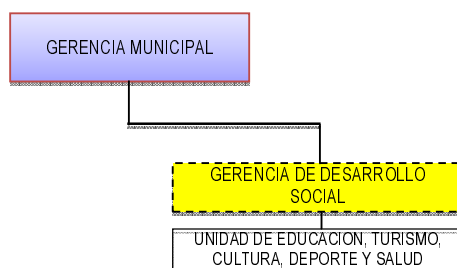 GERENCIA MUNICIPAL
GERENCIA DE DESARROLLO
SOCIAL
UNIDAD DE EDUCACION, TURISMO,
CULTURA, DEPORTE Y SALUD